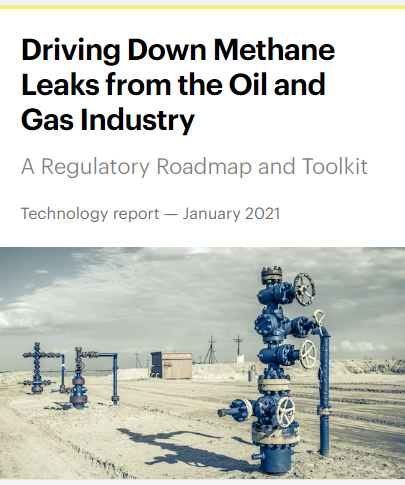 Driving Down Methane
Leaks from the Oil and
Gas Industry
A Regulatory Roadmap and Toolkit
Technology report — January 2021